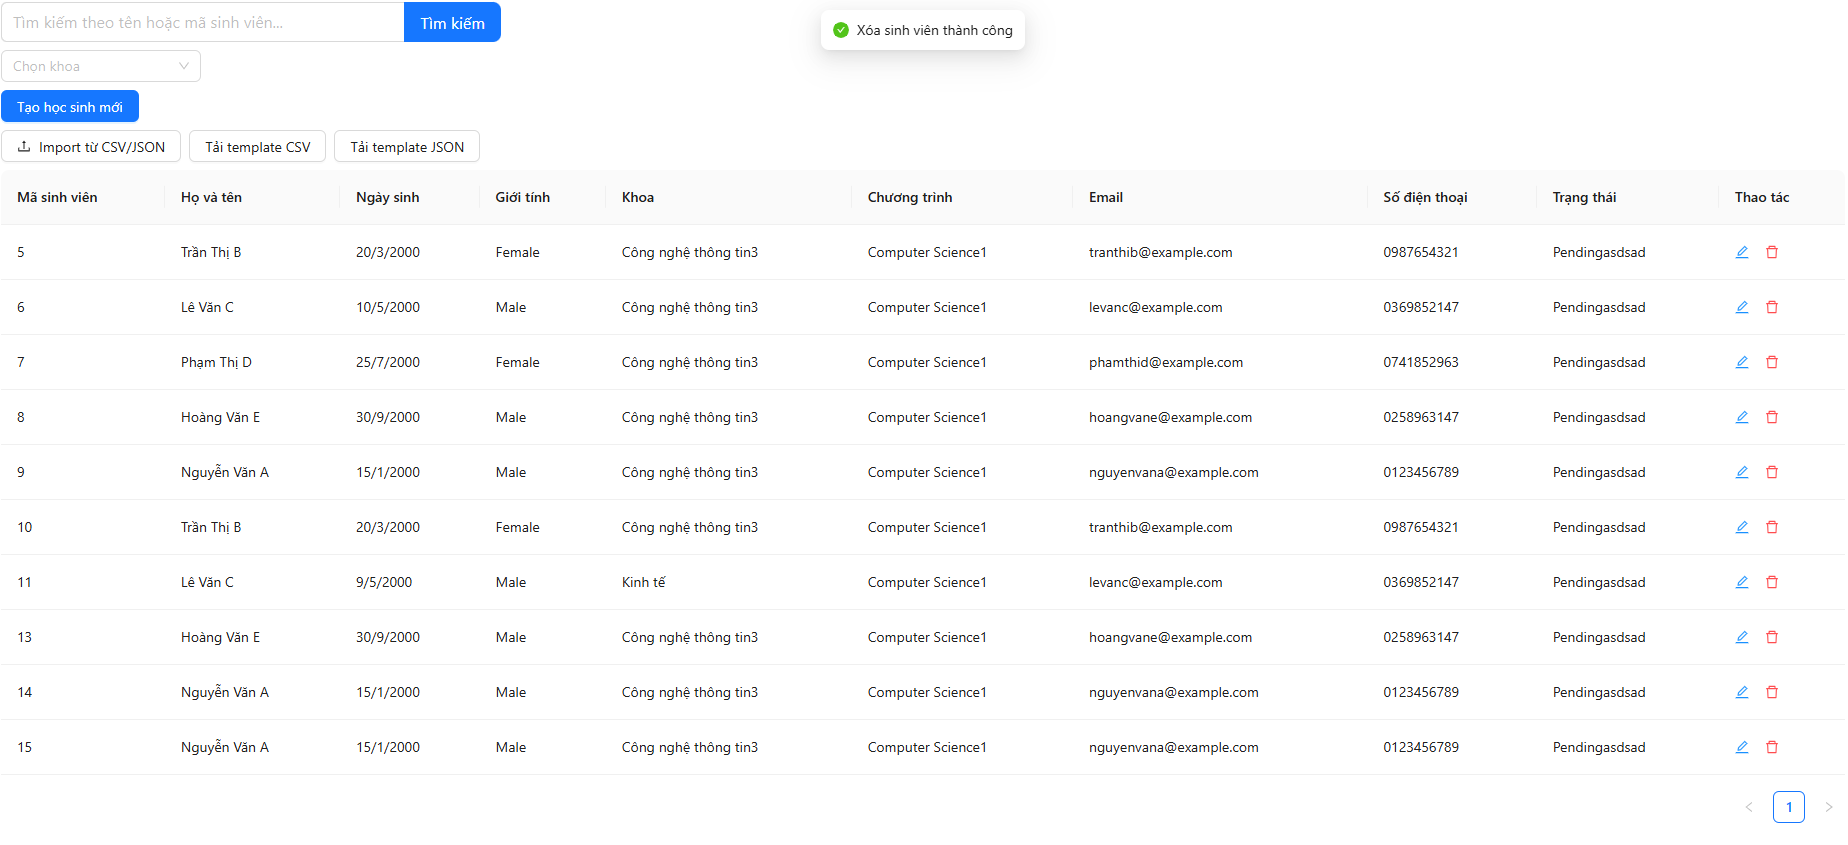 Tìm kiếm theo tên hoặc mã sinh viên... Tìm kiếm
Xóa sinh viên thành công
Chọn khoa
Tạo học sinh mới
Import từ CSV/JSON Tải template CSV Tải template JSON
Mã sinh viên Họ và tên Ngày sinh Giới tính Khoa Chương trình Email Số điện thoại Trạng thái Thao tác
5 Trần Thị B 20/3/2000 Female Công nghệ thông tin3 Computer Science1 tranthib@example.com 0987654321 Pendingasdsad
6 Lê Văn C 10/5/2000 Male Công nghệ thông tin3 Computer Science1 levanc@example.com 0369852147 Pendingasdsad
7 Phạm Thị D 25/7/2000 Female Công nghệ thông tin3 Computer Science1 phamthid@example.com 0741852963 Pendingasdsad
8 Hoàng Văn E 30/9/2000 Male Công nghệ thông tin3 Computer Science1 hoangvane@example.com 0258963147 Pendingasdsad
9 Nguyễn Văn A 15/1/2000 Male Công nghệ thông tin3 Computer Science1 nguyenvana@example.com 0123456789 Pendingasdsad
10 Trần Thị B 20/3/2000 Female Công nghệ thông tin3 Computer Science1 tranthib@example.com 0987654321 Pendingasdsad
11 Lê Văn C 9/5/2000 Male Kinh tế Computer Science1 levanc@example.com 0369852147 Pendingasdsad
13 Hoàng Văn E 30/9/2000 Male Công nghệ thông tin3 Computer Science1 hoangvane@example.com 0258963147 Pendingasdsad
14 Nguyễn Văn A 15/1/2000 Male Công nghệ thông tin3 Computer Science1 nguyenvana@example.com 0123456789 Pendingasdsad
15 Nguyễn Văn A 15/1/2000 Male Công nghệ thông tin3 Computer Science1 nguyenvana@example.com 0123456789 Pendingasdsad
1